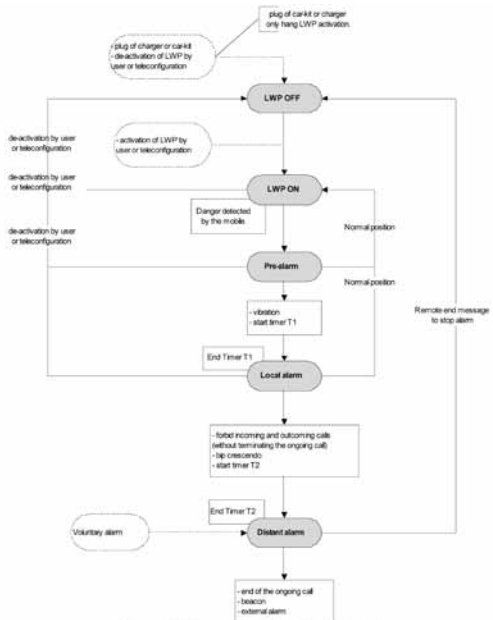 - plug of car-kit or charger
only hang LWP activation.
- plug of charger or car-kit
- de-activation of LWP by
user or teleconfiguration
LWP OFF
de-activation by user
or teleconfiguration
- activation of LWP by
user or teleconfiguration
de-activation by user
or teleconfiguration
LWP ON
Danger detected
by the mobile.
de-activation by user
or teleconfiguration
Normal position
Pre-alarm
Normal position
- vibration
- start timer T1
Remote end message
to stop alarm
End Timer T1
Local alarm
- forbid incoming and outcoming calls
(without terminating the ongoing call)
- bip crescendo
- start timer T2
End Timer T2
Voluntary alarm
Distant alarm
- end of the ongoing call
- beacon
- external alarm